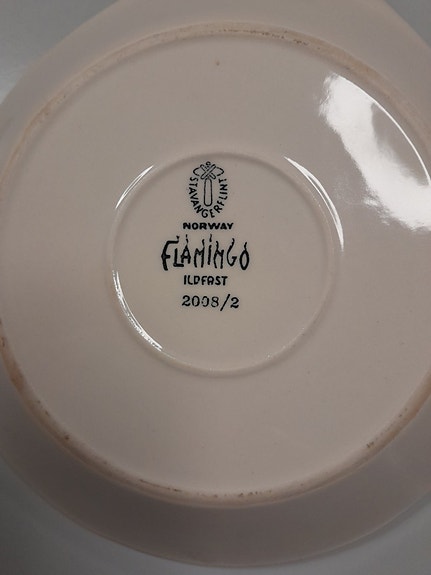 STAVANGERFLINT
NORWAY
FLAMINGO
ILDFAST
2008/2